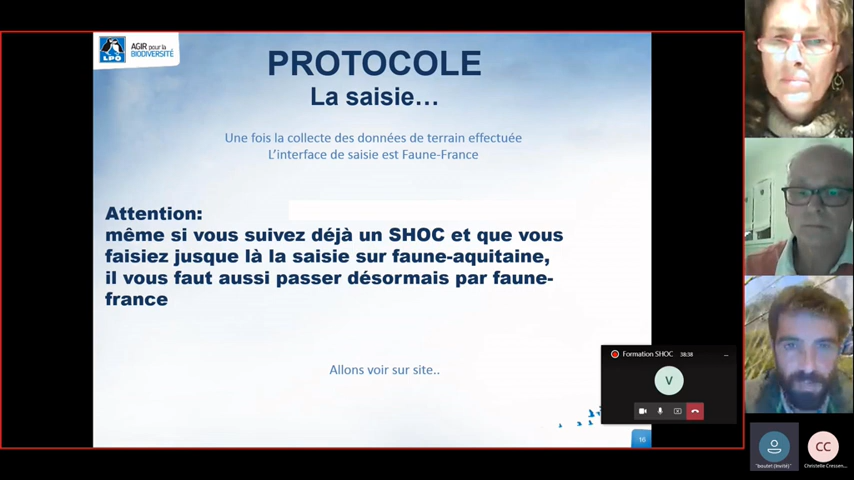 AGIR pour la
BIODIVERSITÉ
LPO
PROTOCOLE
La saisie…
Une fois la collecte des données de terrain effectuée
L'interface de saisie est Faune-France
Attention:
même si vous suivez déjà un SHOC et que vous
faisiez jusque là la saisie sur faune-aquitaine,
il vous faut aussi passer désormais par faune-
france
Allons voir sur site..
16
Formation SHOC 38:38
V
CC
"boutet (Invité)"
Christelle Cressen...